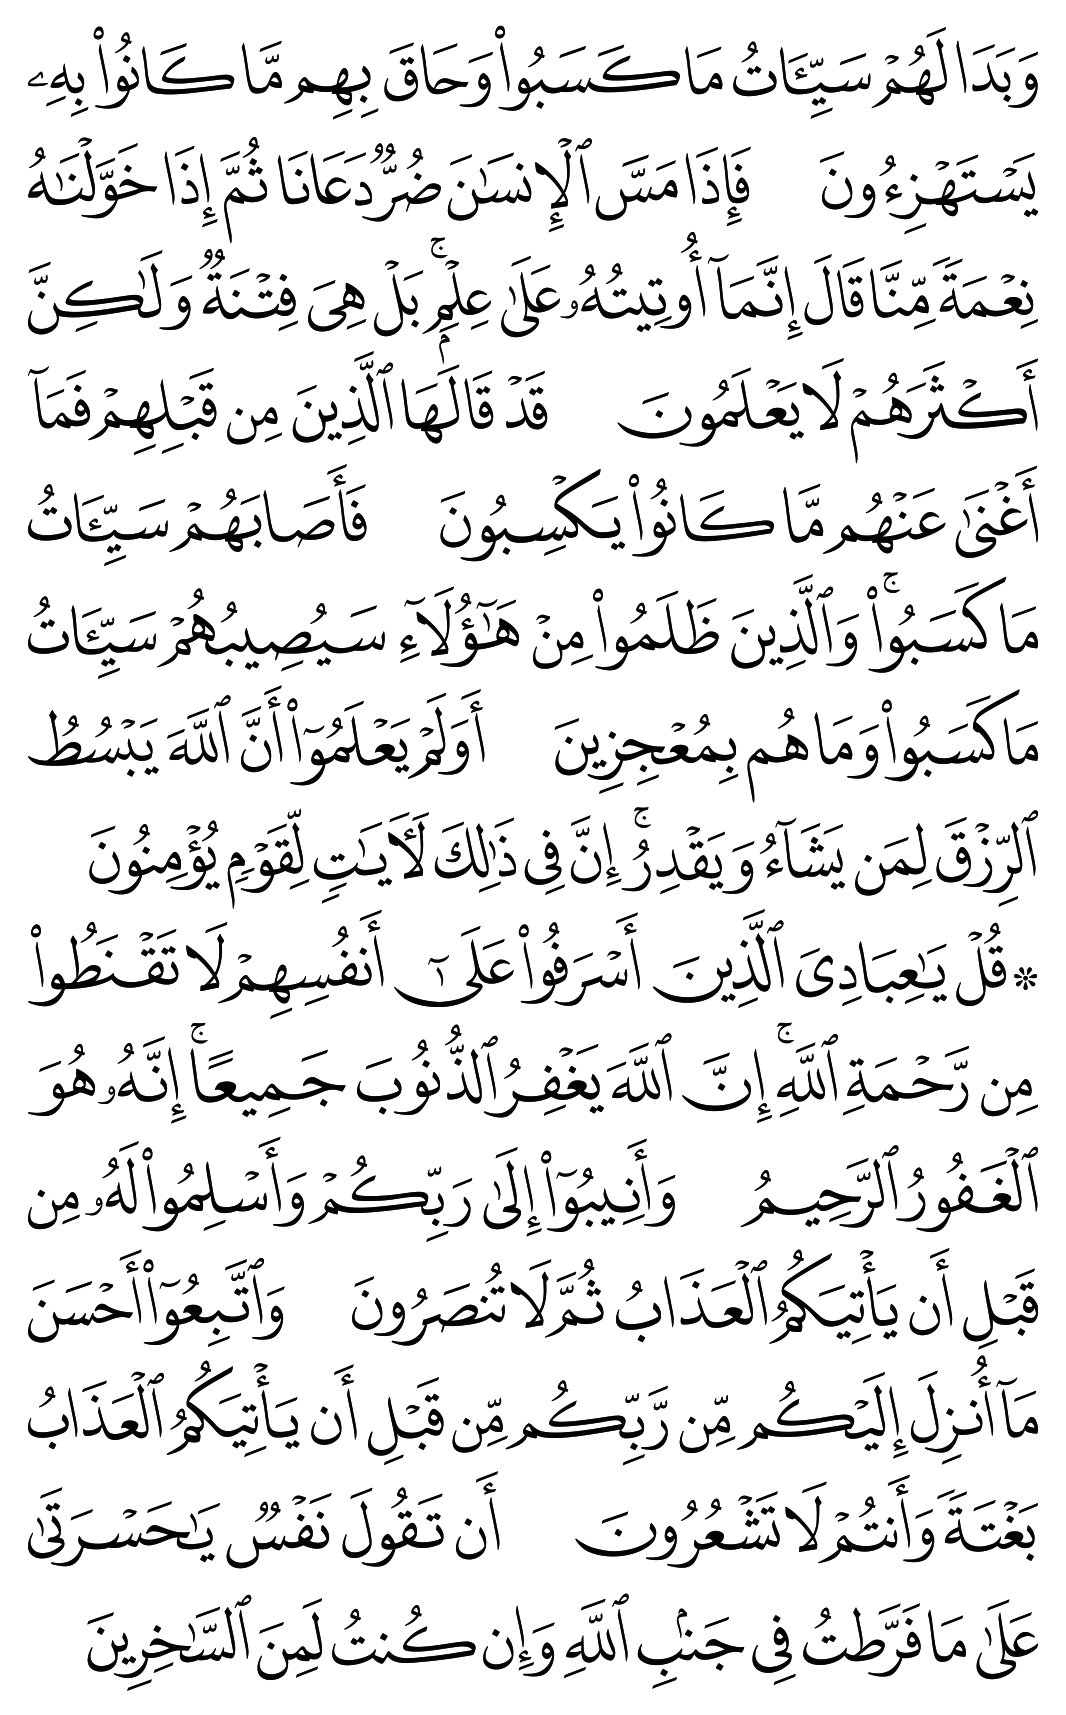 وَبَدَا لَهُمۡ سَيِّـَٔاتُ مَا كَسَبُواْ وَحَاقَ بِهِم مَّا كَانُواْ بِهِۦ
يَسۡتَهۡزِءُونَ فَإِذَا مَسَّ ٱلۡإِنسَٰنَ ضُرࣱّ دَعَانَا ثُمَّ إِذَا خَوَّلۡنَٰهُ
نِعۡمَةࣰ مِّنَّا قَالَ إِنَّمَآ أُوتِيتُهُۥ عَلَىٰ عِلۡمِۭۚ بَلۡ هِيَ فِتۡنَةࣱ وَلَٰكِنَّ
أَكۡثَرَهُمۡ لَا يَعۡلَمُونَ قَدۡ قَالَهَا ٱلَّذِينَ مِن قَبۡلِهِمۡ فَمَآ
أَغۡنَىٰ عَنۡهُم مَّا كَانُواْ يَكۡسِبُونَ فَأَصَابَهُمۡ سَيِّـَٔاتُ
مَا كَسَبُواْۚ وَٱلَّذِينَ ظَلَمُواْ مِنۡ هَٰٓؤُلَآءِ سَيُصِيبُهُمۡ سَيِّـَٔاتُ
مَا كَسَبُواْ وَمَا هُم بِمُعۡجِزِينَ أَوَلَمۡ يَعۡلَمُوٓاْ أَنَّ ٱللَّهَ يَبۡسُطُ
ٱلرِّزۡقَ لِمَن يَشَآءُ وَيَقۡدِرُۚ إِنَّ فِي ذَٰلِكَ لَأٓيَٰتࣲ لِّقَوۡمࣲ يُؤۡمِنُونَ
۞ قُلۡ يَٰعِبَادِيَ ٱلَّذِينَ أَسۡرَفُواْ عَلَىٰٓ أَنفُسِهِمۡ لَا تَقۡنَطُواْ
مِن رَّحۡمَةِ ٱللَّهِۚ إِنَّ ٱللَّهَ يَغۡفِرُ ٱلذُّنُوبَ جَمِيعًاۚ إِنَّهُۥ هُوَ
ٱلۡغَفُورُ ٱلرَّحِيمُ وَأَنِيبُوٓاْ إِلَىٰ رَبِّكُمۡ وَأَسۡلِمُواْ لَهُۥ مِن
قَبۡلِ أَن يَأۡتِيَكُمُ ٱلۡعَذَابُ ثُمَّ لَا تُنصَرُونَ وَٱتَّبِعُوٓاْ أَحۡسَنَ
مَآ أُنزِلَ إِلَيۡكُم مِّن رَّبِّكُم مِّن قَبۡلِ أَن يَأۡتِيَكُمُ ٱلۡعَذَابُ
بَغۡتَةࣰ وَأَنتُمۡ لَا تَشۡعُرُونَ أَن تَقُولَ نَفۡسࣱ يَٰحَسۡرَتَىٰ
عَلَىٰ مَا فَرَّطتُ فِي جَنۢبِ ٱللَّهِ وَإِن كُنتُ لَمِنَ ٱلسَّٰخِرِينَ